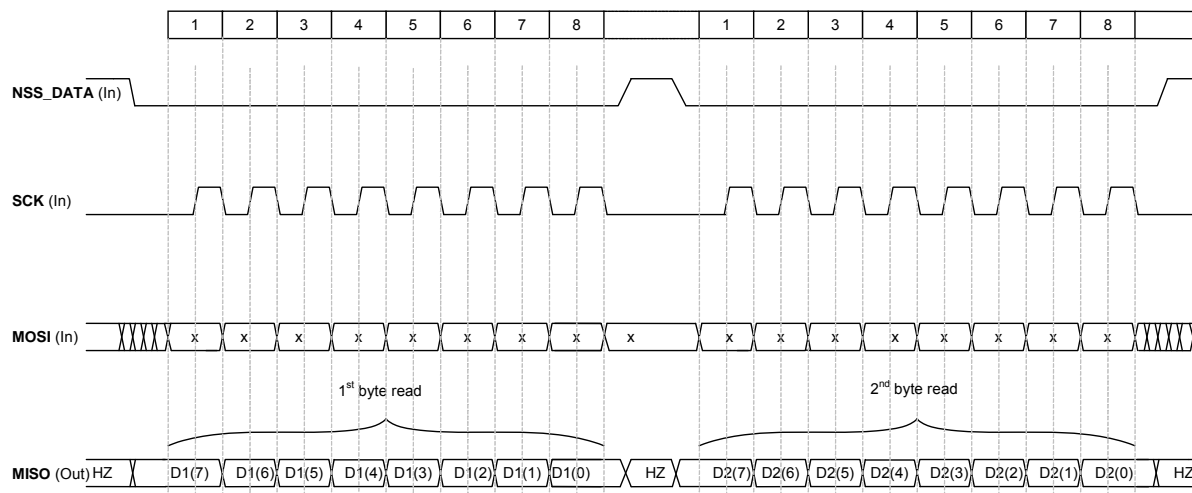 1 2 3 4 5 6 7 8 1 2 3 4 5 6 7 8
NSS_DATA (In)
SCK (In)
MOSI (In) x x x x x x x x x x x x x x x x x
1st byte read 2nd byte read
MISO (Out) HZ D1(7) D1(6) D1(5) D1(4) D1(3) D1(2) D1(1) D1(0) HZ D2(7) D2(6) D2(5) D2(4) D2(3) D2(2) D2(1) D2(0) HZ